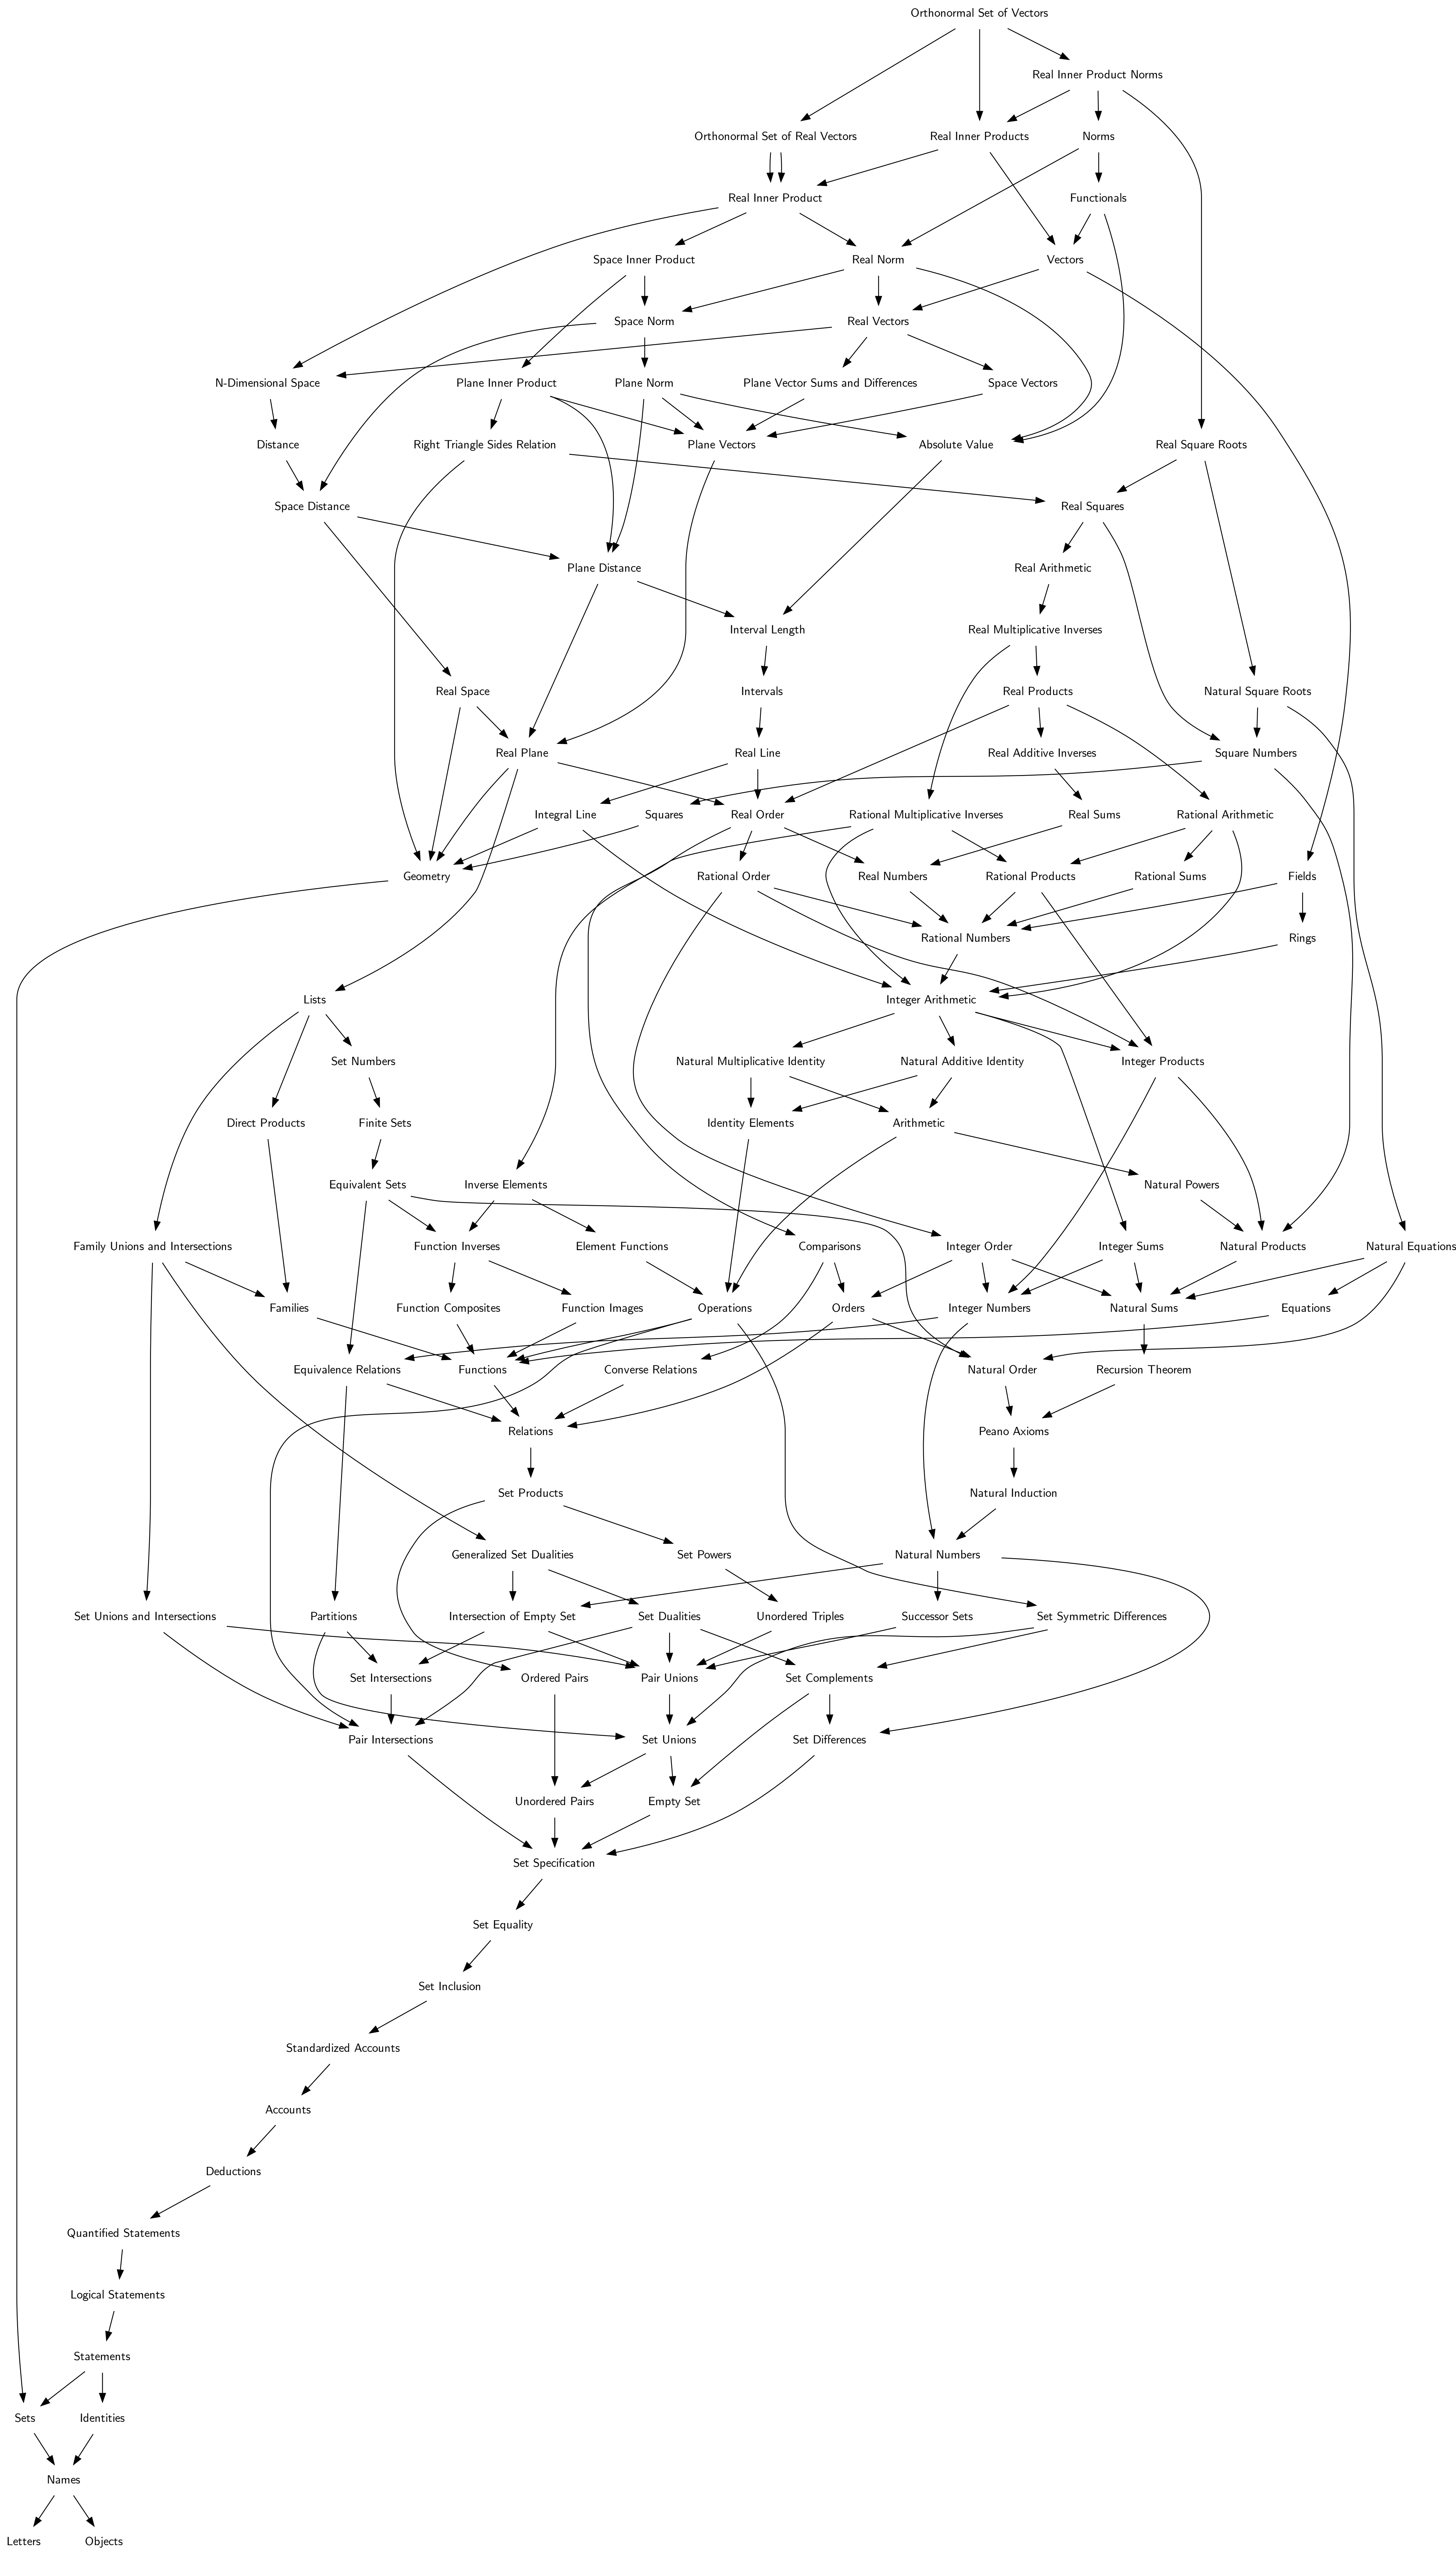 Orthonormal Set of Vectors
Real Inner Product Norms
Orthonormal Set of Real Vectors
Real Inner Products
Norms
Real Inner Product
Functionals
Space Inner Product
Real Norm
Vectors
Space Norm
Real Vectors
N-Dimensional Space
Plane Inner Product
Plane Norm
Plane Vector Sums and Differences
Space Vectors
Distance
Right Triangle Sides Relation
Plane Vectors
Absolute Value
Real Square Roots
Space Distance
Real Squares
Plane Distance
Real Arithmetic
Interval Length
Real Multiplicative Inverses
Real Space
Intervals
Real Products
Natural Square Roots
Real Plane
Real Line
Real Additive Inverses
Square Numbers
Integral Line
Squares
Real Order
Rational Multiplicative Inverses
Real Sums
Rational Arithmetic
Geometry
Rational Order
Real Numbers
Rational Products
Rational Sums
Fields
Rational Numbers
Rings
Lists
Integer Arithmetic
Set Numbers
Natural Multiplicative Identity
Natural Additive Identity
Integer Products
Direct Products
Finite Sets
Identity Elements
Arithmetic
Equivalent Sets
Inverse Elements
Natural Powers
Family Unions and Intersections
Function Inverses
Element Functions
Comparisons
Integer Order
Integer Sums
Natural Products
Natural Equations
Families
Function Composites
Function Images
Operations
Orders
Integer Numbers
Natural Sums
Equations
Equivalence Relations
Functions
Converse Relations
Natural Order
Recursion Theorem
Relations
Peano Axioms
Set Products
Natural Induction
Generalized Set Dualities
Set Powers
Natural Numbers
Set Unions and Intersections
Partitions
Intersection of Empty Set
Set Dualities
Unordered Triples
Successor Sets
Set Symmetric Differences
Set Intersections
Ordered Pairs
Pair Unions
Set Complements
Pair Intersections
Set Unions
Set Differences
Unordered Pairs
Empty Set
Set Specification
Set Equality
Set Inclusion
Standardized Accounts
Accounts
Deductions
Quantified Statements
Logical Statements
Statements
Sets
Identities
Names
Letters
Objects